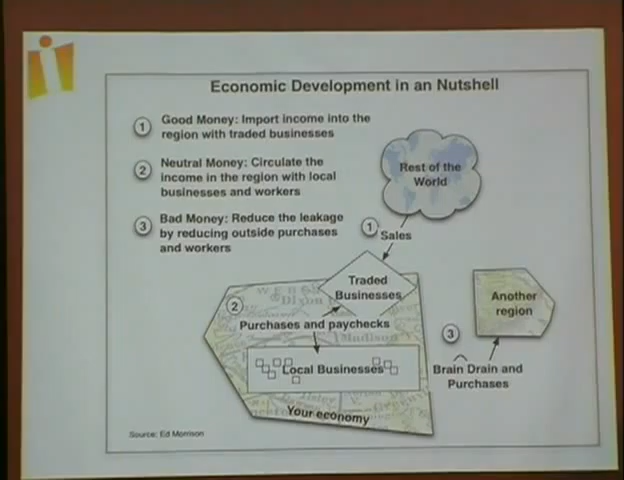 Economic Development in an Nutshell
1 Good Money: Import income into the
region with traded businesses
2 Neutral Money: Circulate the
income in the region with local
businesses and workers
3 Bad Money: Reduce the leakage
by reducing outside purchases
and workers
Rest of the
World
1 Sales
Traded
Businesses
2
Purchases and paychecks
Local Businesses
Your economy
Another
region
3
Brain Drain and
Purchases
Source: Ed Morrison